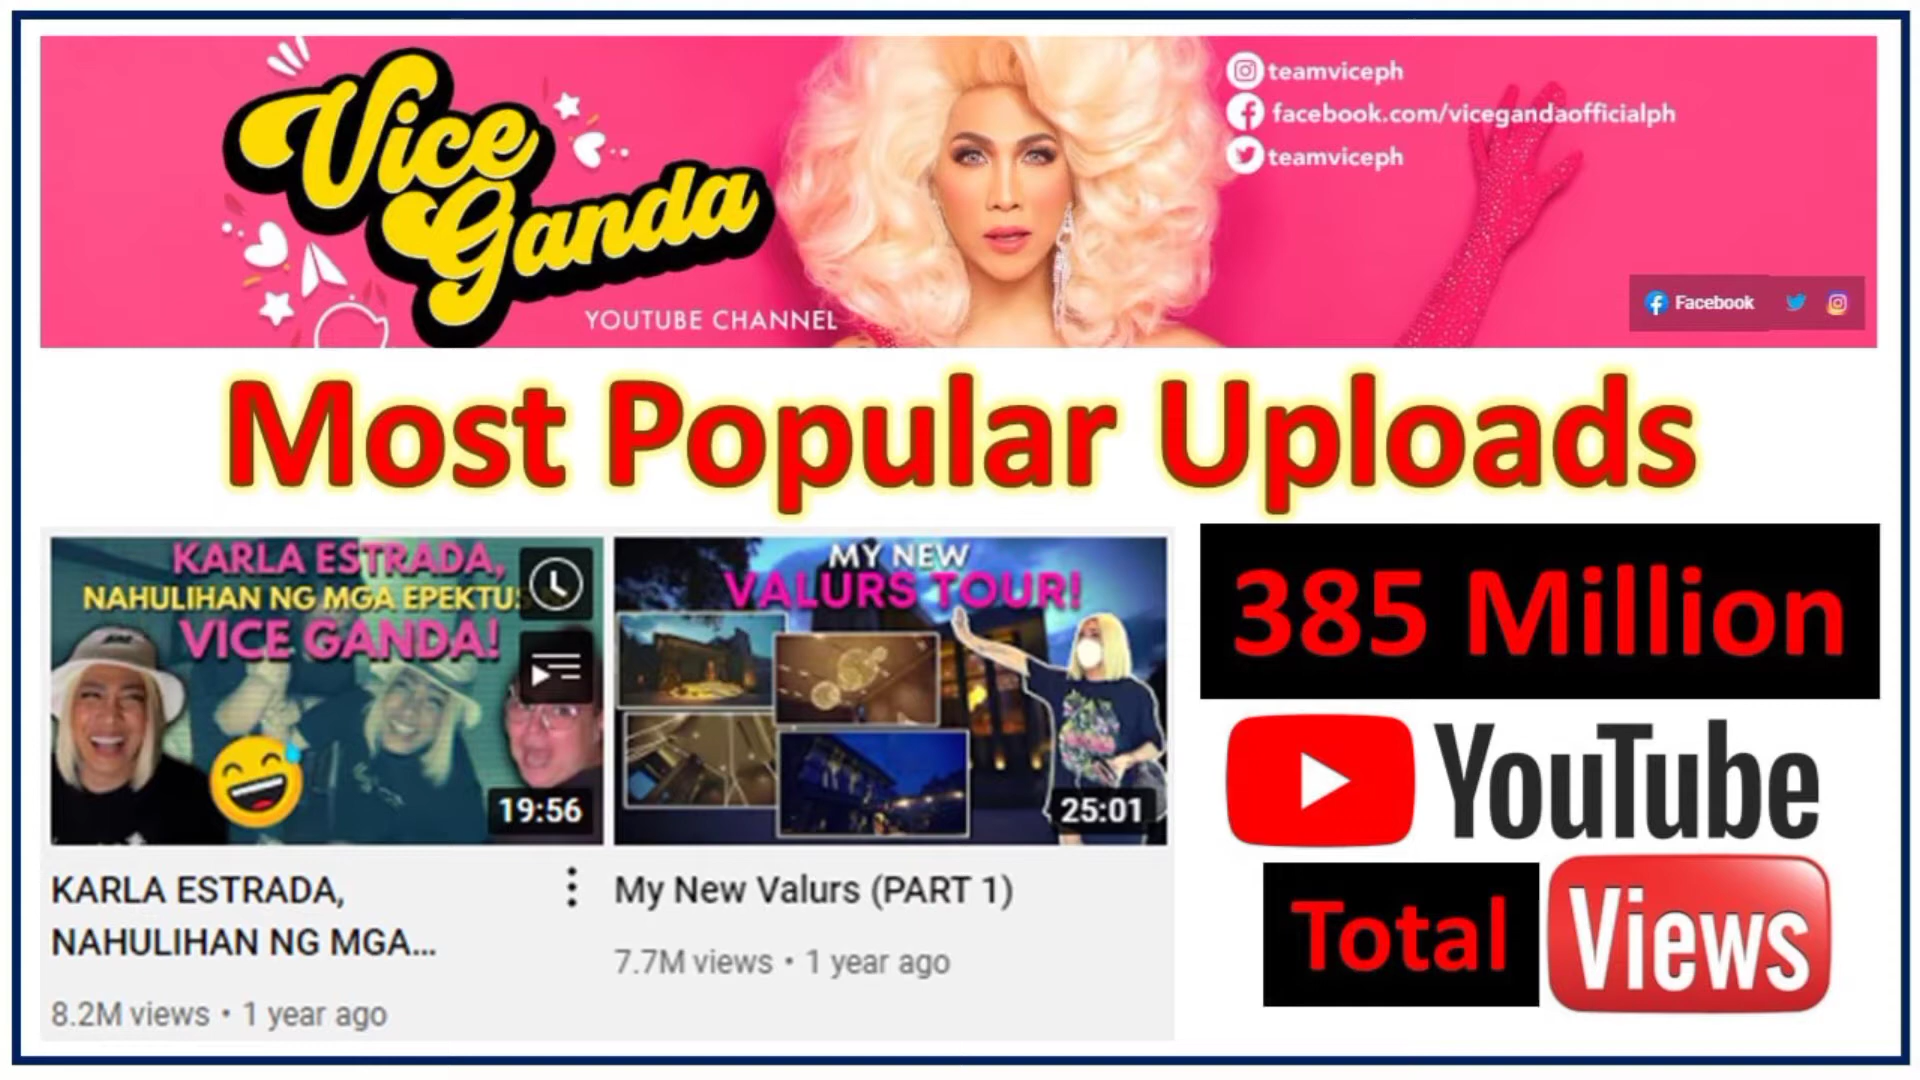 Vice
Ganda
YOUTUBE CHANNEL
teamviceph
facebook.com/vicegandaofficialph
teamviceph
Facebook
Most Popular Uploads
KARLA ESTRADA,
NAHULIHAN NG MGA EPEKTUS
VICE GANDA!
19:56
MY NEW
VALURS TOUR!
25:01
KARLA ESTRADA,
NAHULIHAN NG MGA...
8.2M views • 1 year ago
My New Valurs (PART 1)
7.7M views • 1 year ago
385 Million
YouTube
Total Views